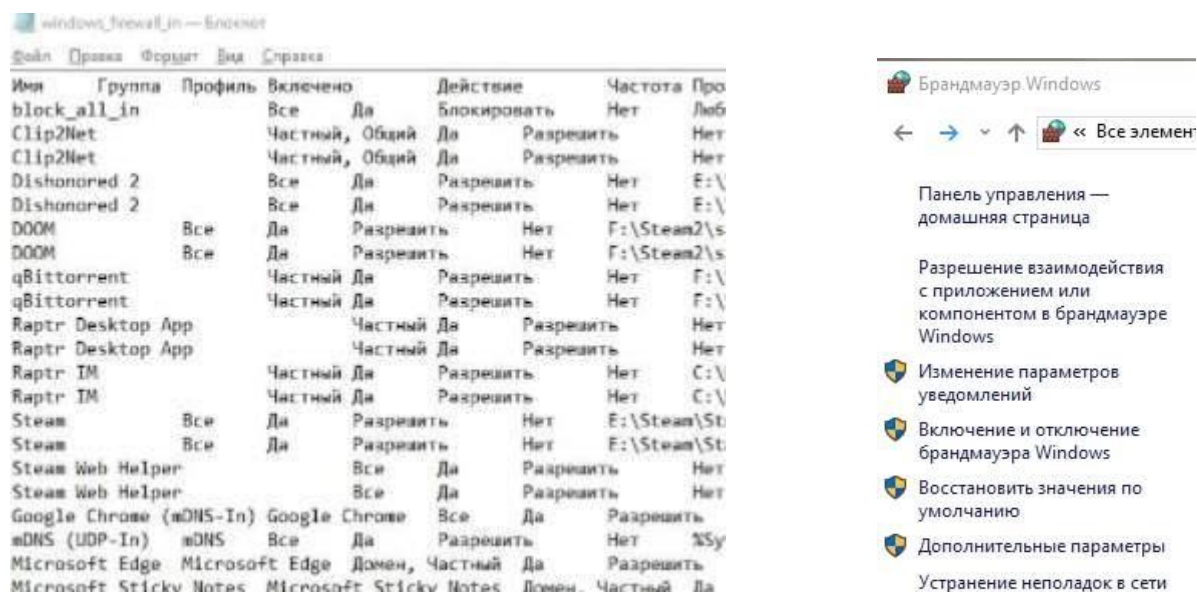 windows_firewall_in — Блокнот
Файл Правка Формат Вид Справка
Имя Группа Профиль Включено Действие Частота Про
block_all_in Все Да Блокировать Нет Люб
Clip2Net Частный, Общий Да Разрешить Нет
Clip2Net Частный, Общий Да Разрешить Нет
Dishonored 2 Все Да Разрешить Нет E:\
Dishonored 2 Все Да Разрешить Нет E:\
DOOM Все Да Разрешить Нет F:\Steam2\s
DOOM Все Да Разрешить Нет F:\Steam2\s
qBittorrent Частный Да Разрешить Нет F:\
qBittorrent Частный Да Разрешить Нет F:\
Raptr Desktop App Частный Да Разрешить Нет
Raptr Desktop App Частный Да Разрешить Нет
Raptr IM Частный Да Разрешить Нет C:\
Raptr IM Частный Да Разрешить Нет C:\
Steam Все Да Разрешить Нет E:\Steam\St
Steam Все Да Разрешить Нет E:\Steam\St
Steam Web Helper Все Да Разрешить Нет
Steam Web Helper Все Да Разрешить Нет
Google Chrome (mDNS-In) Google Chrome Все Да Разрешить
mDNS (UDP-In) mDNS Все Да Разрешить Нет %Sy
Microsoft Edge Microsoft Edge Домен, Частный Да Разрешить
Microsoft Sticky Notes Microsoft Sticky Notes Домен, Частный Да
Брандмауэр Windows
« Все элемент
Панель управления —
домашняя страница
Разрешение взаимодействия
с приложением или
компонентом в брандмауэре
Windows
Изменение параметров
уведомлений
Включение и отключение
брандмауэра Windows
Восстановить значения по
умолчанию
Дополнительные параметры
Устранение неполадок в сети